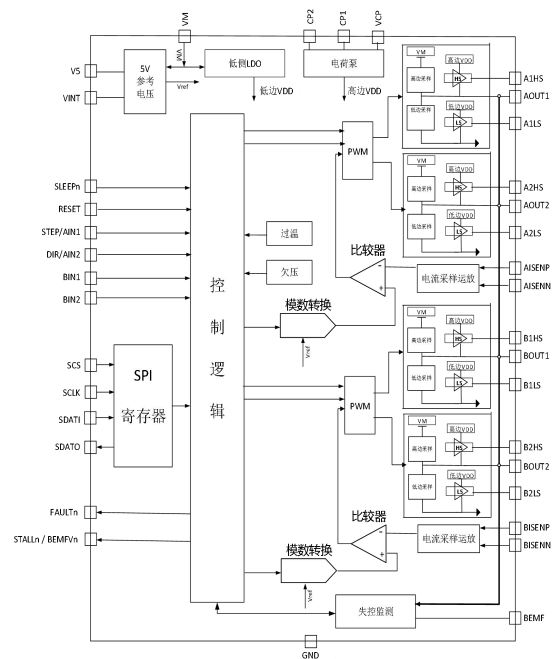 VM
CP2
CP1
VCP
V5
VINT
5V
参考
电压
VM
Vref
低侧LDO
低边VDD
电荷泵
高边VDD
VM
高边VDD
高边采样
HS
低边VDD
低边采样
LS
A1HS
AOUT1
A1LS
PWM
VM
高边VDD
高边采样
HS
低边VDD
低边采样
LS
A2HS
AOUT2
A2LS
SLEEPn
RESET
STEP/AIN1
DIR/AIN2
BIN1
BIN2
过温
欠压
比较器
-
+
电流采样运放
AISENP
AISENN
控
制
逻
辑
模数转换
Vref
VM
高边VDD
高边采样
HS
低边VDD
低边采样
LS
B1HS
BOUT1
B1LS
SCS
SCLK
SDATI
SDATO
SPI
寄存器
PWM
VM
高边VDD
高边采样
HS
低边VDD
低边采样
LS
B2HS
BOUT2
B2LS
FAULTn
STALLn / BEMFVn
比较器
-
+
电流采样运放
BISENP
BISENN
模数转换
Vref
失控监测
BEMF
GND